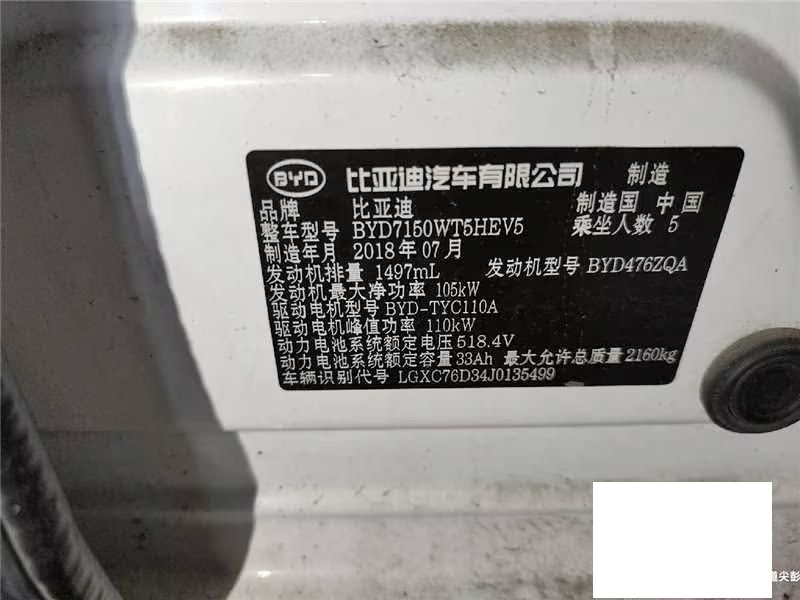 BYD 比亚迪汽车有限公司 制造
品牌 比亚迪 制造国 中国
整车型号 BYD7150WT5HEV5 乘坐人数 5
制造年月 2018年07月
发动机排量 1497mL 发动机型号 BYD476ZQA
发动机最大净功率 105kW
驱动电机型号 BYD-TYC110A
驱动电机峰值功率 110kW
动力电池系统额定电压 518.4V
动力电池系统额定容量 33Ah 最大允许总质量 2160kg
车辆识别代号 LGXC76D34J0135499
道尖彭